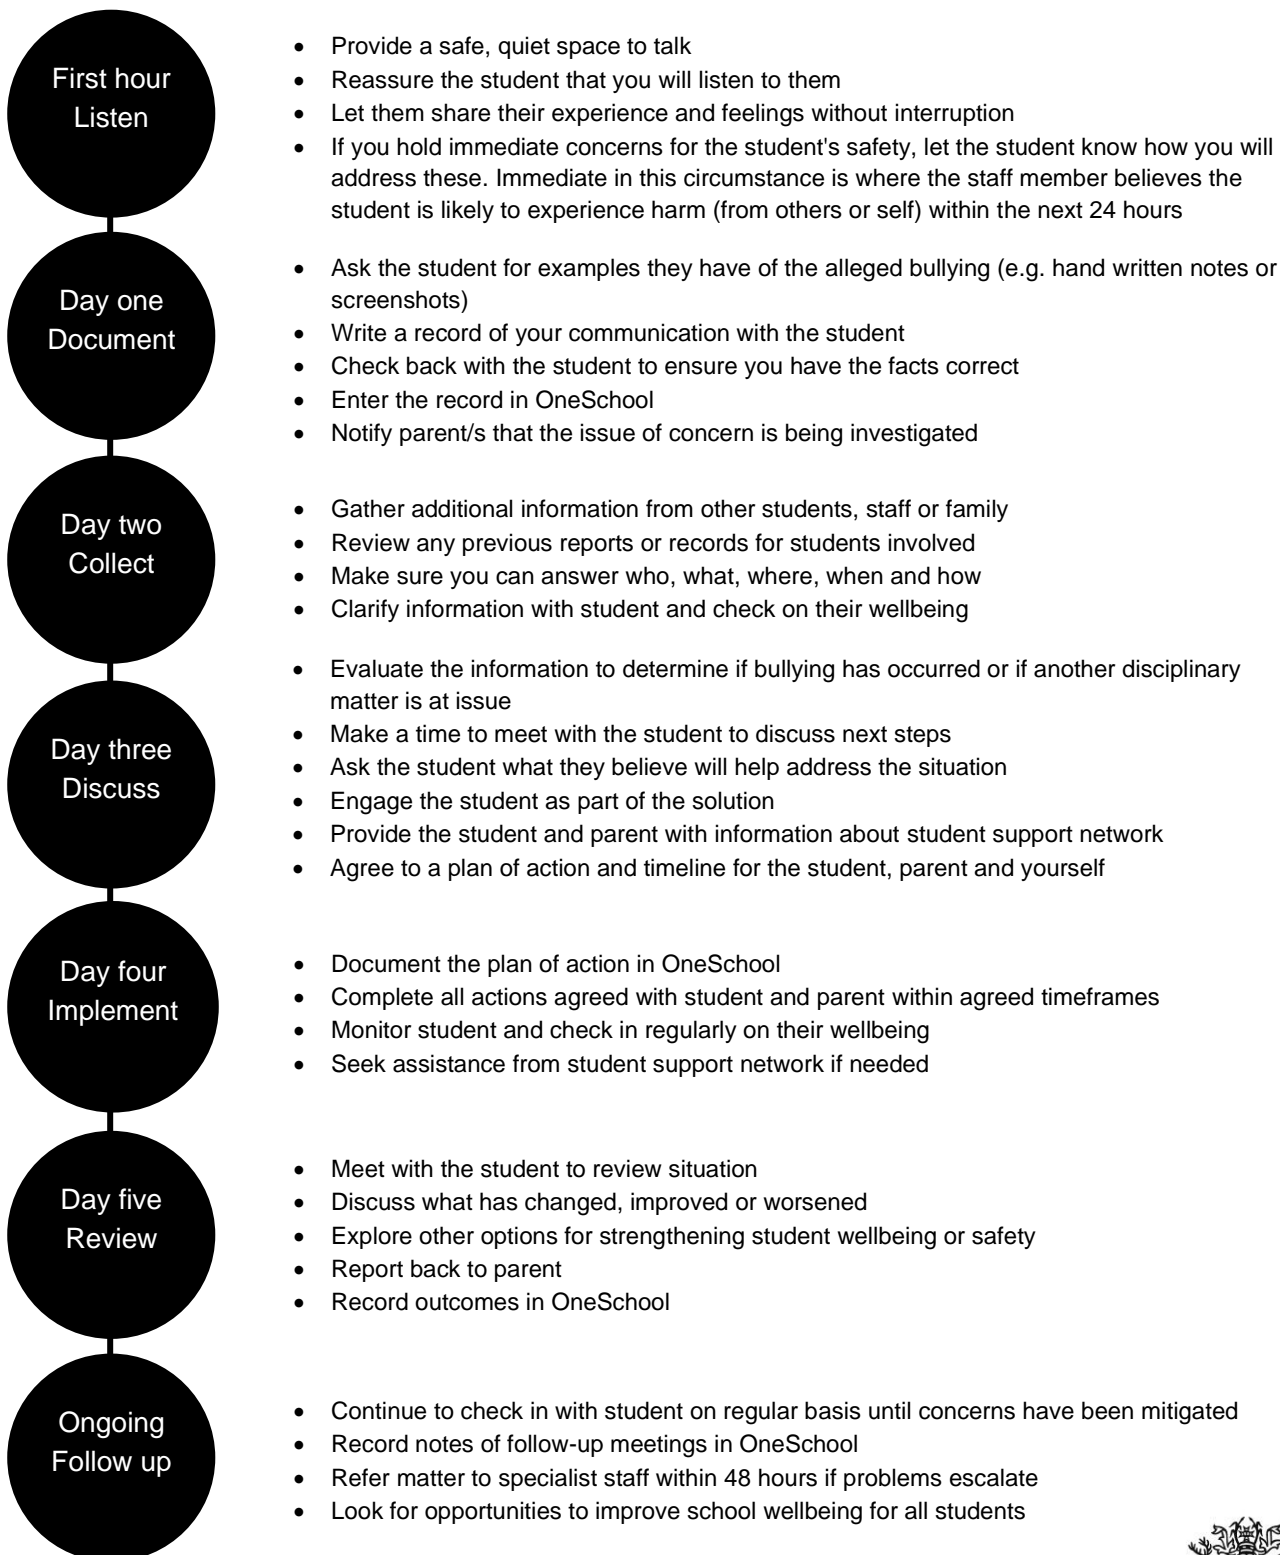 First hour
Listen
• Provide a safe, quiet space to talk
• Reassure the student that you will listen to them
• Let them share their experience and feelings without interruption
• If you hold immediate concerns for the student's safety, let the student know how you will
address these. Immediate in this circumstance is where the staff member believes the
student is likely to experience harm (from others or self) within the next 24 hours
Day one
Document
• Ask the student for examples they have of the alleged bullying (e.g. hand written notes or
screenshots)
• Write a record of your communication with the student
• Check back with the student to ensure you have the facts correct
• Enter the record in OneSchool
• Notify parent/s that the issue of concern is being investigated
Day two
Collect
• Gather additional information from other students, staff or family
• Review any previous reports or records for students involved
• Make sure you can answer who, what, where, when and how
• Clarify information with student and check on their wellbeing
Day three
Discuss
• Evaluate the information to determine if bullying has occurred or if another disciplinary
matter is at issue
• Make a time to meet with the student to discuss next steps
• Ask the student what they believe will help address the situation
• Engage the student as part of the solution
• Provide the student and parent with information about student support network
• Agree to a plan of action and timeline for the student, parent and yourself
Day four
Implement
• Document the plan of action in OneSchool
• Complete all actions agreed with student and parent within agreed timeframes
• Monitor student and check in regularly on their wellbeing
• Seek assistance from student support network if needed
Day five
Review
• Meet with the student to review situation
• Discuss what has changed, improved or worsened
• Explore other options for strengthening student wellbeing or safety
• Report back to parent
• Record outcomes in OneSchool
Ongoing
Follow up
• Continue to check in with student on regular basis until concerns have been mitigated
• Record notes of follow-up meetings in OneSchool
• Refer matter to specialist staff within 48 hours if problems escalate
• Look for opportunities to improve school wellbeing for all students